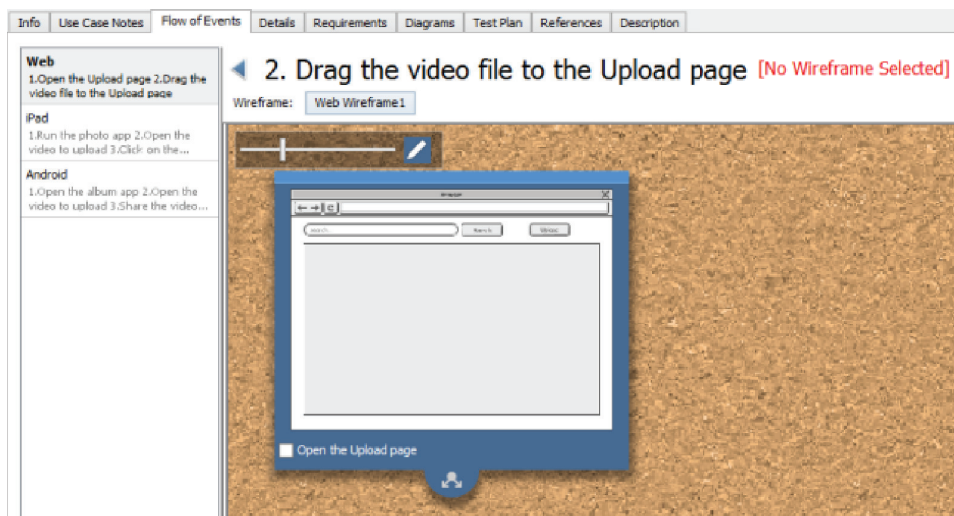 Info Use Case Notes Flow of Events Details Requirements Diagrams Test Plan References Description
Web
1.Open the Upload page 2.Drag the
video file to the Upload page
iPad
1.Run the photo app 2.Open the
video to upload 3.Click on the...
Android
1.Open the album app 2.Open the
video to upload 3.Share the video...
2. Drag the video file to the Upload page [No Wireframe Selected]
Wireframe: Web Wireframe1
Open the Upload page